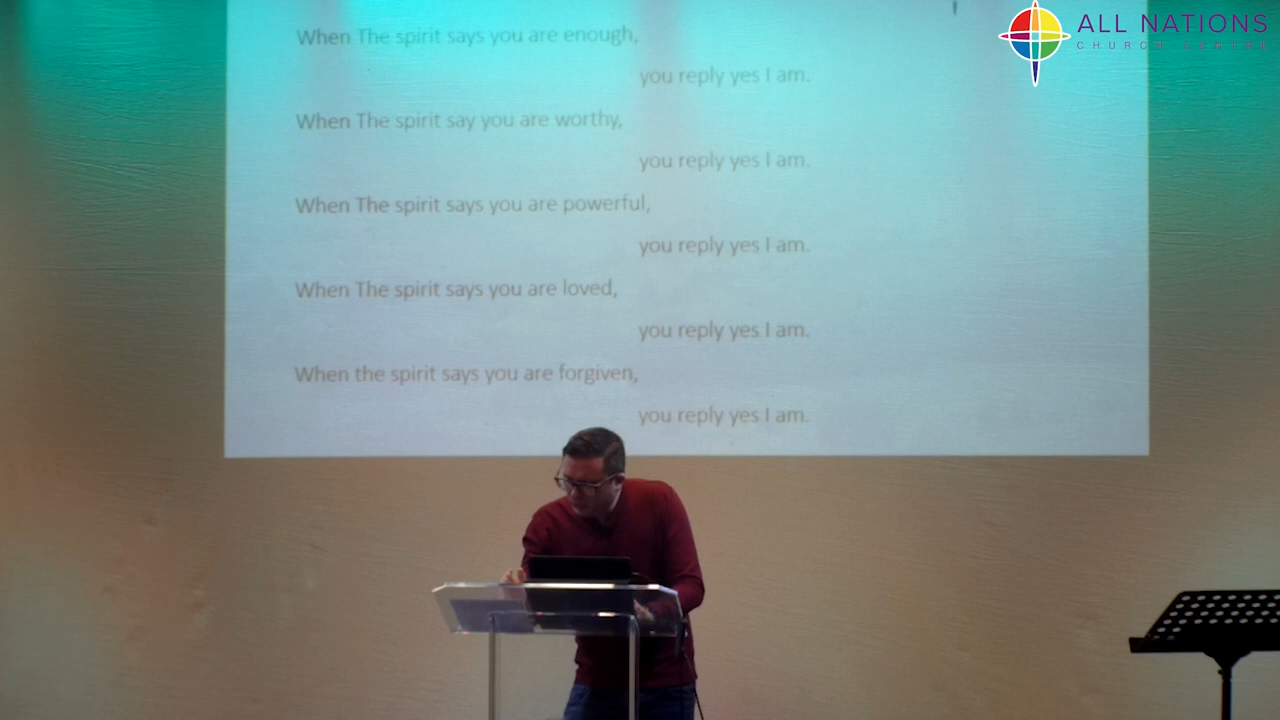 ALL NATIONS
CHURCH CENTRE
When The spirit says you are enough,
you reply yes I am.
When The spirit say you are worthy,
you reply yes I am.
When The spirit says you are powerful,
you reply yes I am.
When The spirit says you are loved,
you reply yes I am.
When the spirit says you are forgiven,
you reply yes I am.